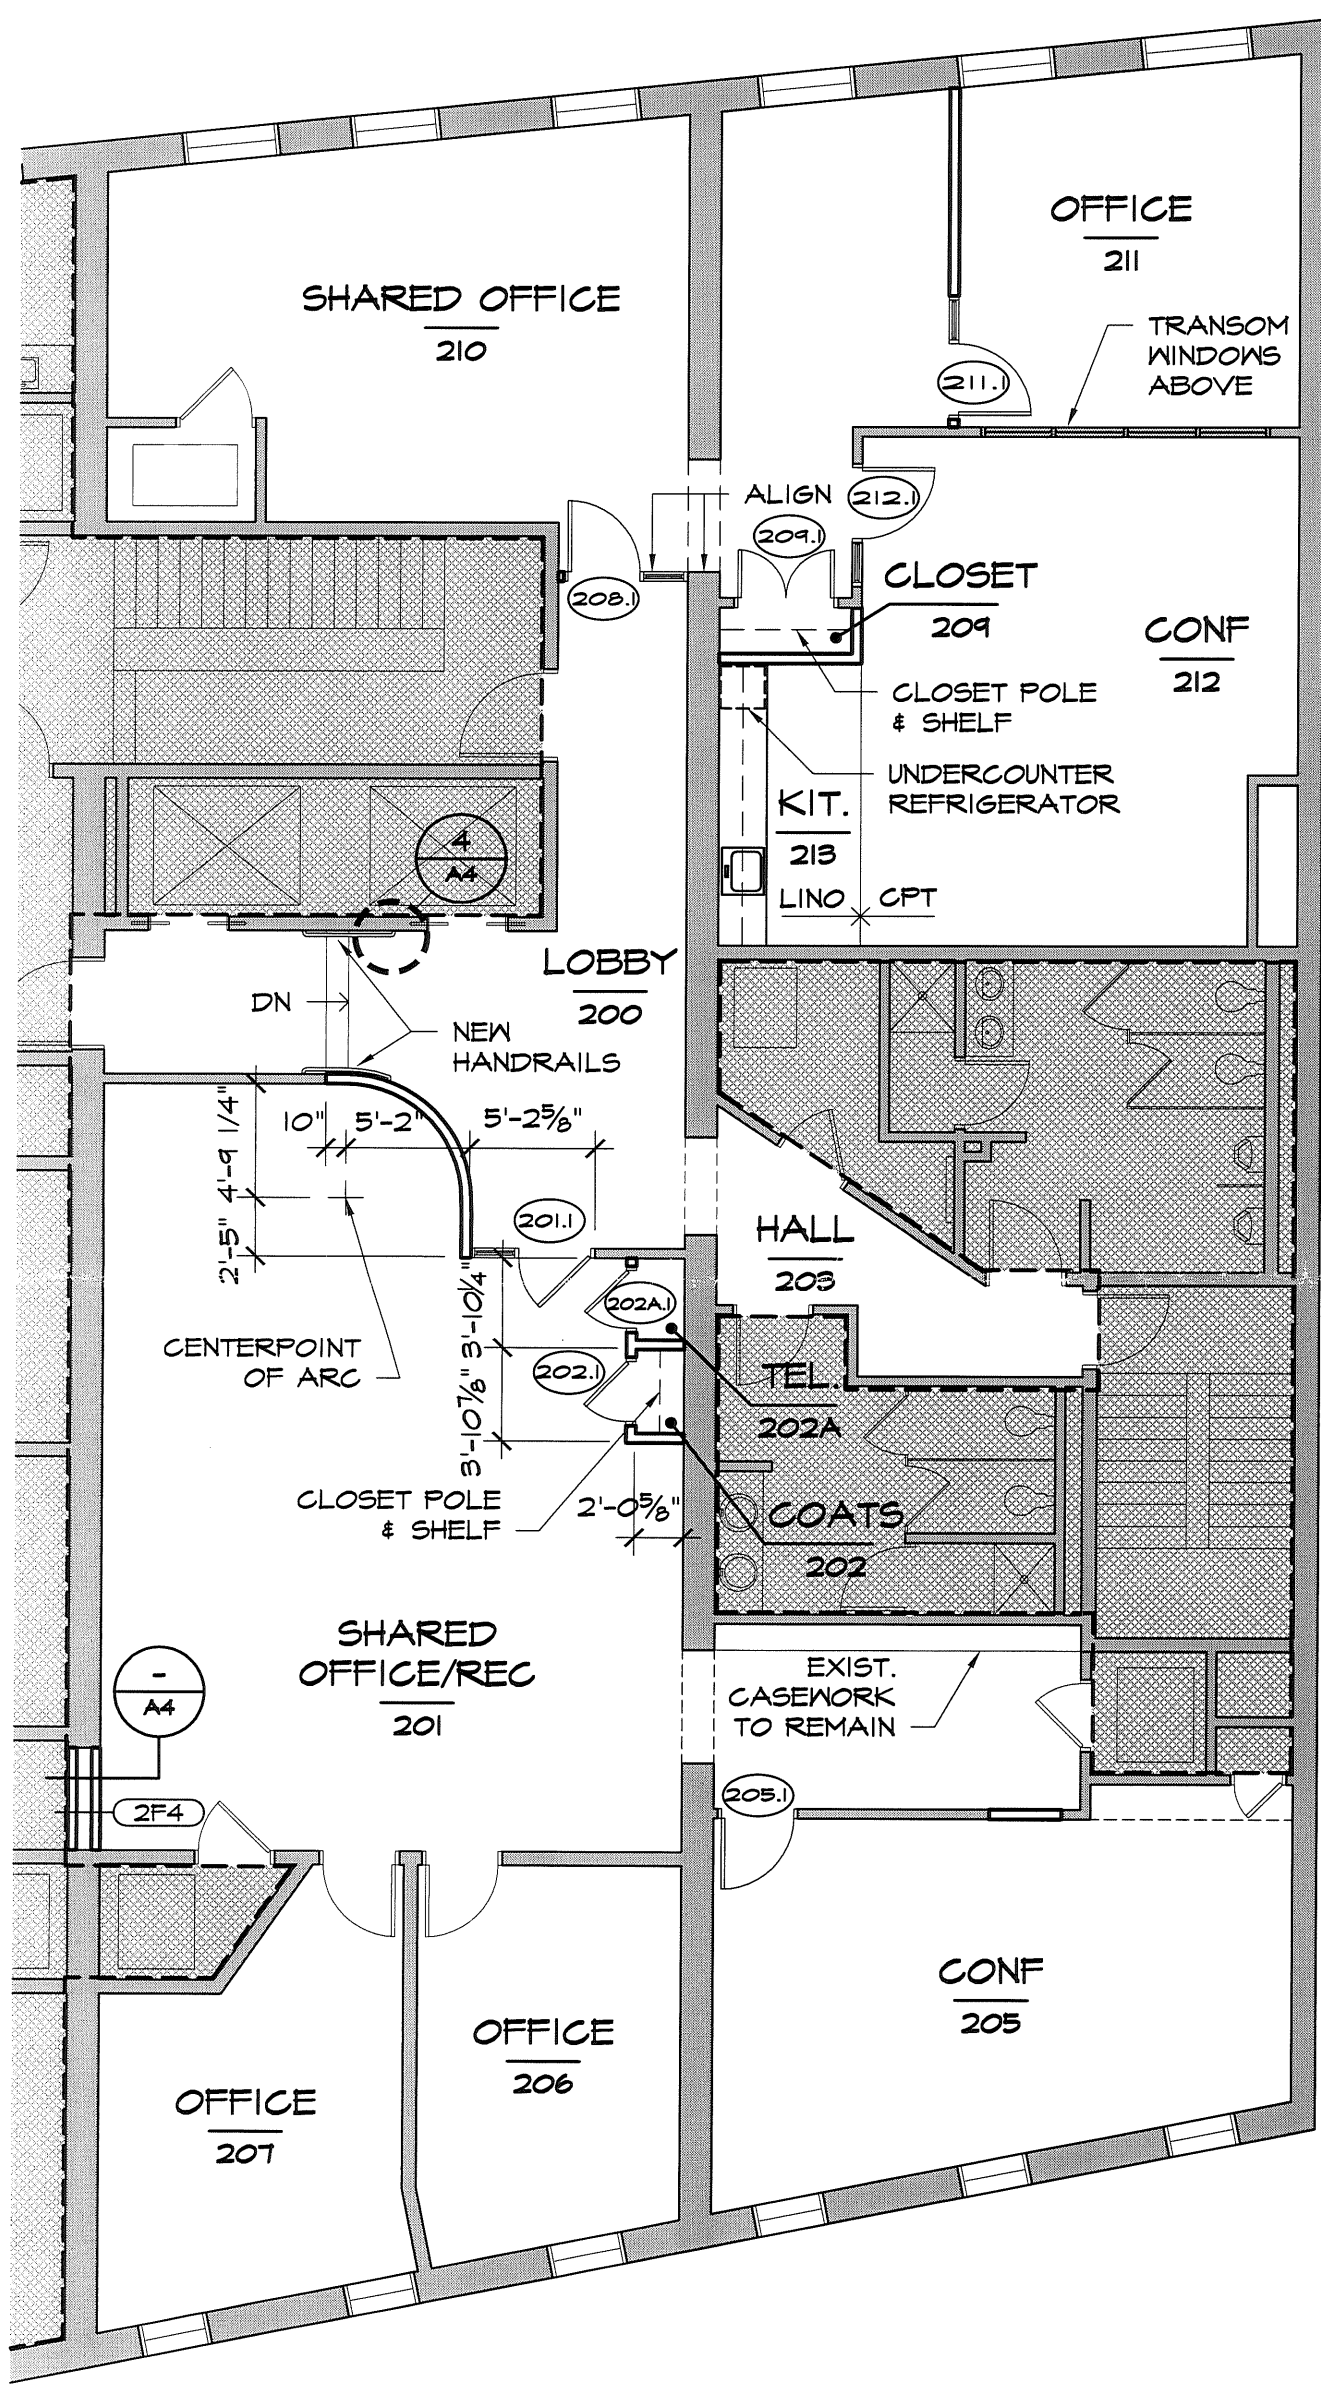 OFFICE
211
SHARED OFFICE
210
TRANSOM
WINDOWS
ABOVE
211.1
ALIGN
212.1
209.1
CLOSET
209
208.1
CONF
212
CLOSET POLE
& SHELF
UNDERCOUNTER
REFRIGERATOR
KIT.
213
4
A4
LINO
CPT
LOBBY
200
DN
NEW
HANDRAILS
10"
5'-2"
5'-2⅝"
4'-9 1/4"
2'-5"
201.1
HALL
203
3'-10¼"
202A.1
CENTERPOINT
OF ARC
202.1
TEL.
202A
3'-10⅞"
CLOSET POLE
& SHELF
2'-0⅝"
COATS
202
SHARED
OFFICE/REC
201
EXIST.
CASEWORK
TO REMAIN
-
A4
205.1
2F4
CONF
205
OFFICE
206
OFFICE
207